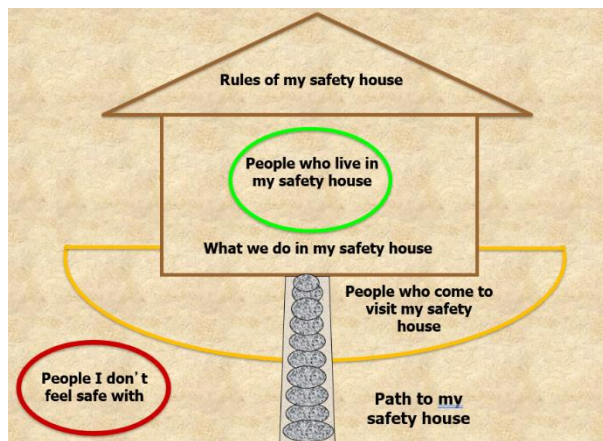 Rules of my safety house
People who live in
my safety house
What we do in my safety house
People who come to
visit my safety
house
People I don't
feel safe with
Path to my
safety house